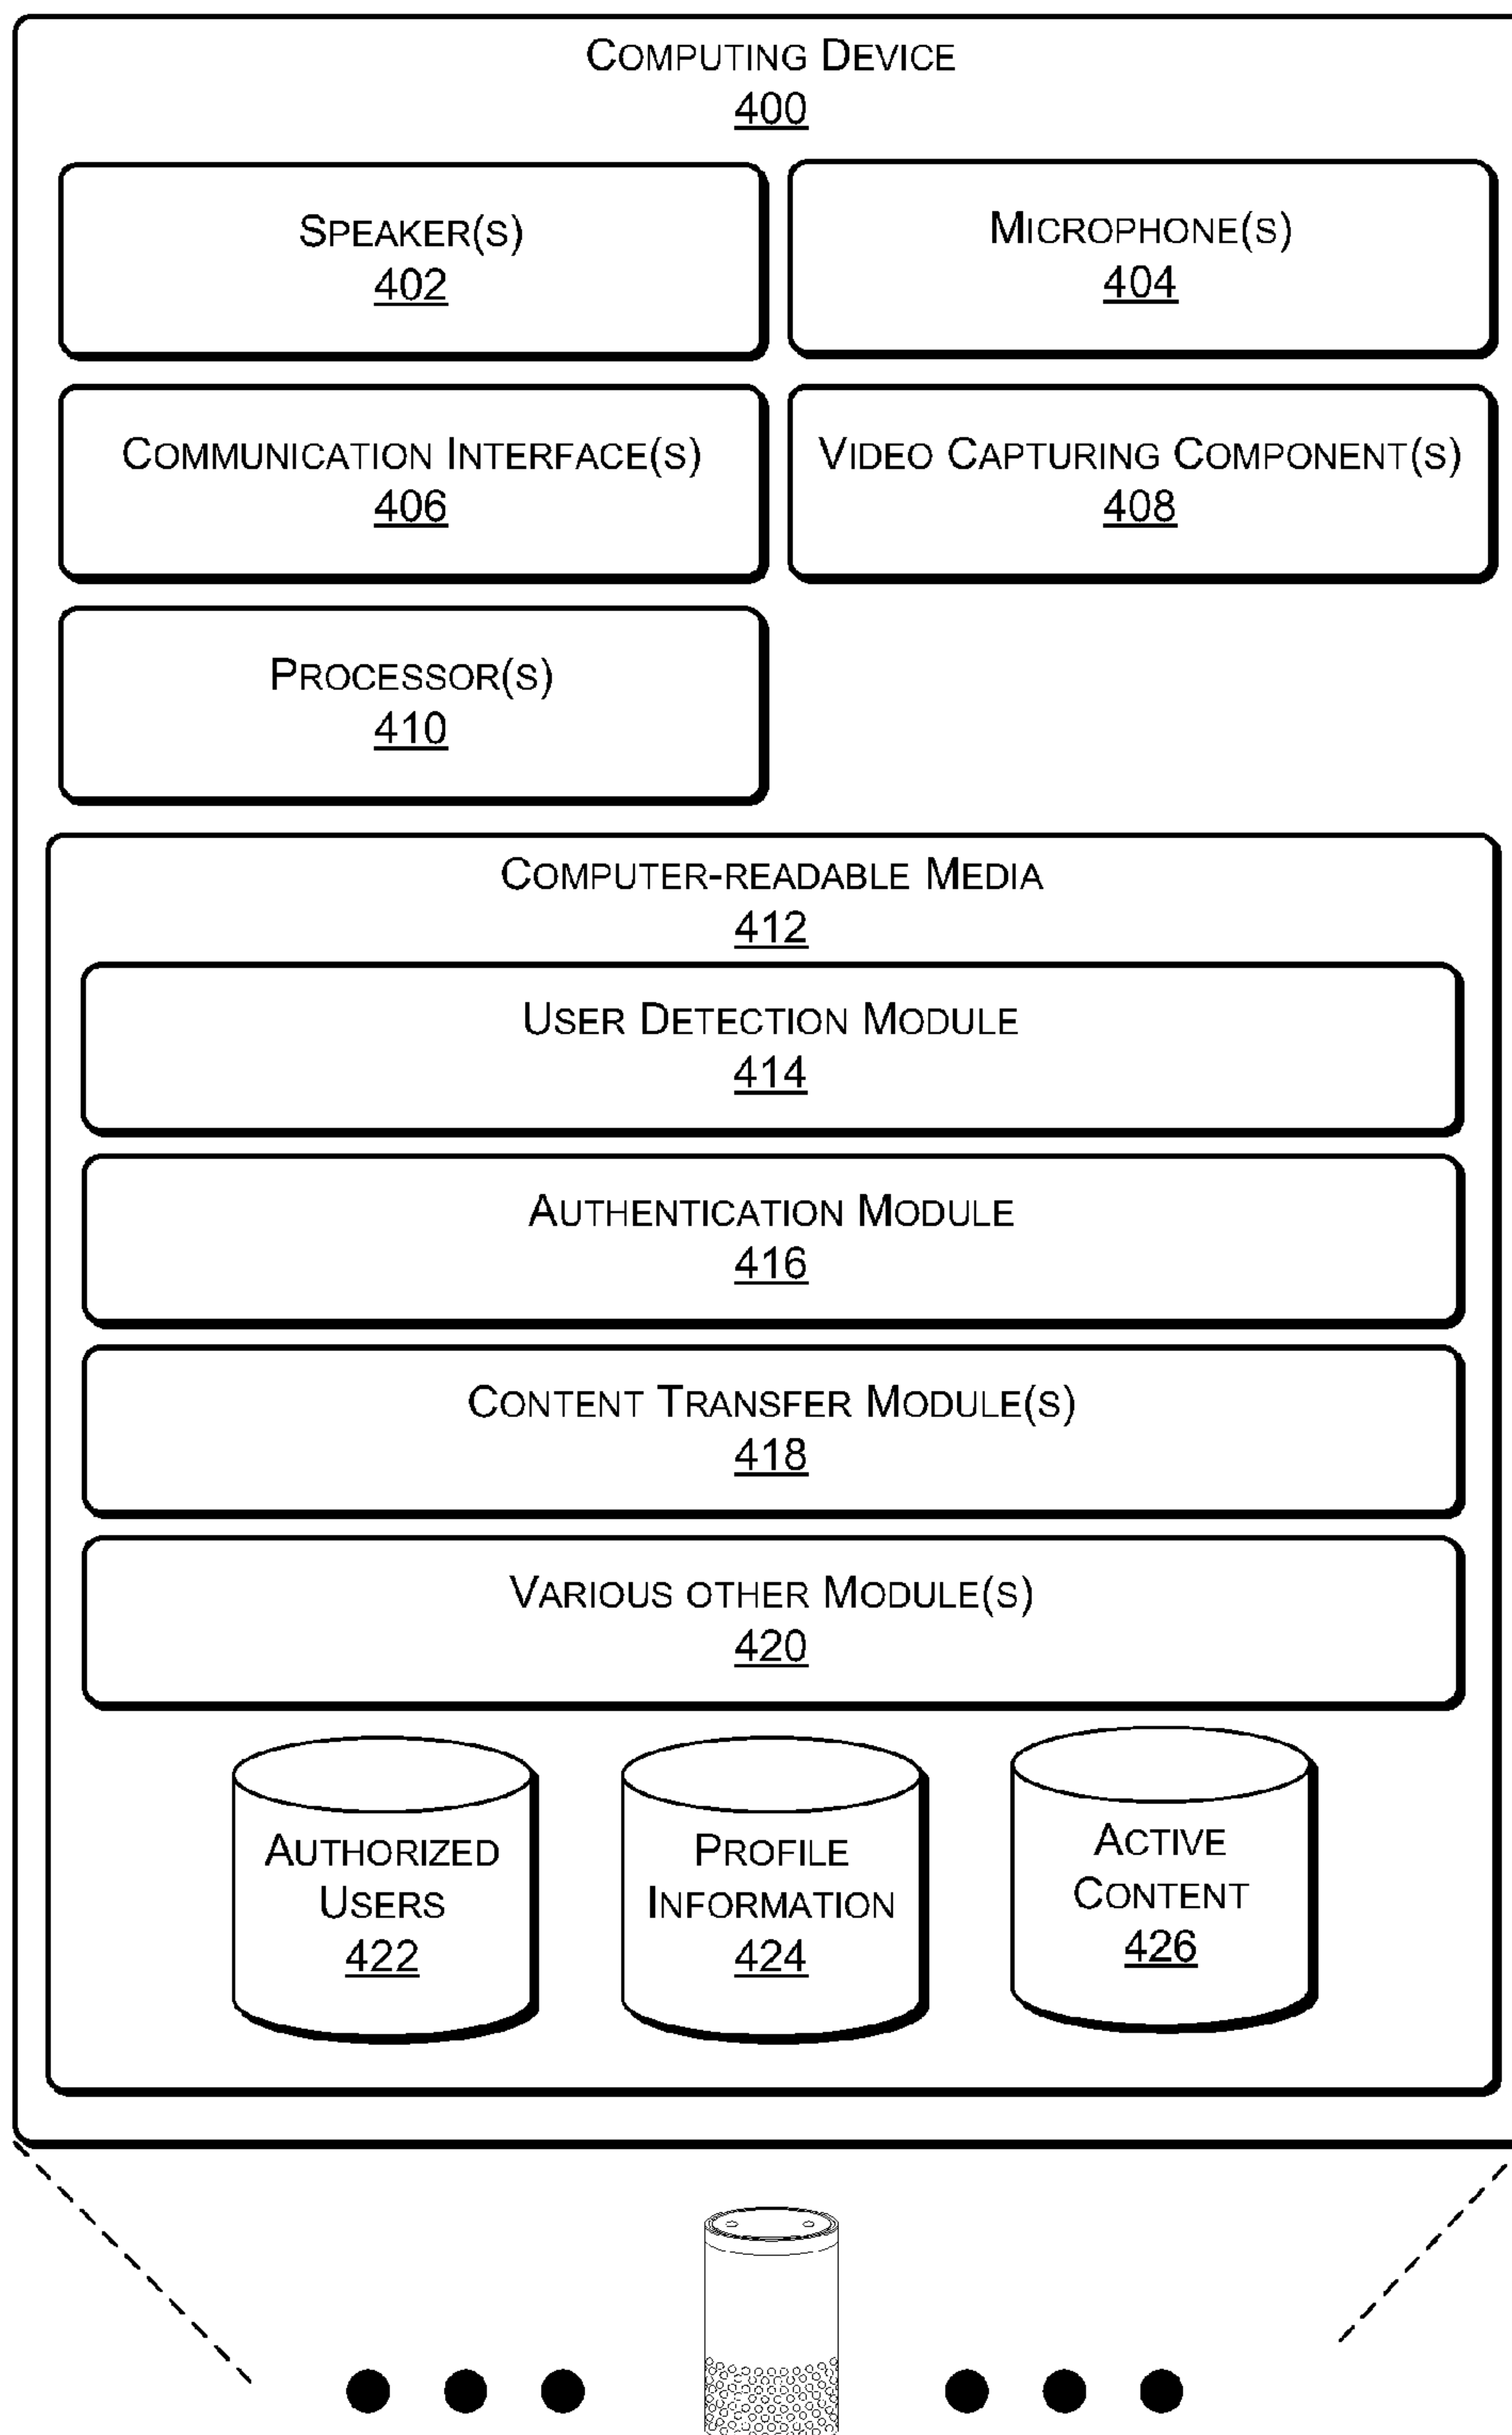 COMPUTING DEVICE
400
SPEAKER(S)
402
MICROPHONE(S)
404
COMMUNICATION INTERFACE(S)
406
VIDEO CAPTURING COMPONENT(S)
408
PROCESSOR(S)
410
COMPUTER-READABLE MEDIA
412
USER DETECTION MODULE
414
AUTHENTICATION MODULE
416
CONTENT TRANSFER MODULE(S)
418
VARIOUS OTHER MODULE(S)
420
AUTHORIZED
USERS
422
PROFILE
INFORMATION
424
ACTIVE
CONTENT
426